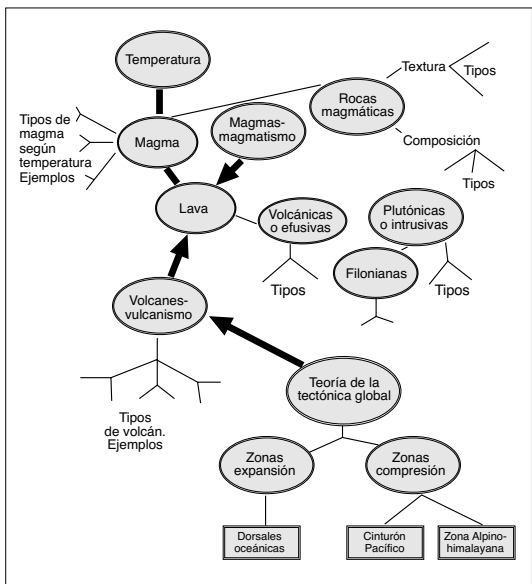 Temperatura
Textura
Tipos
Rocas
magmáticas
Tipos de
magma
según
temperatura
Ejemplos
Magma
Magmas-
magmatismo
Composición
Tipos
Lava
Volcánicas
o efusivas
Plutónicas
o intrusivas
Filonianas
Tipos
Tipos
Volcanes-
vulcanismo
Tipos
de volcán.
Ejemplos
Teoría de la
tectónica global
Zonas
expansión
Zonas
compresión
Dorsales
oceánicas
Cinturón
Pacífico
Zona Alpino-
himalayana